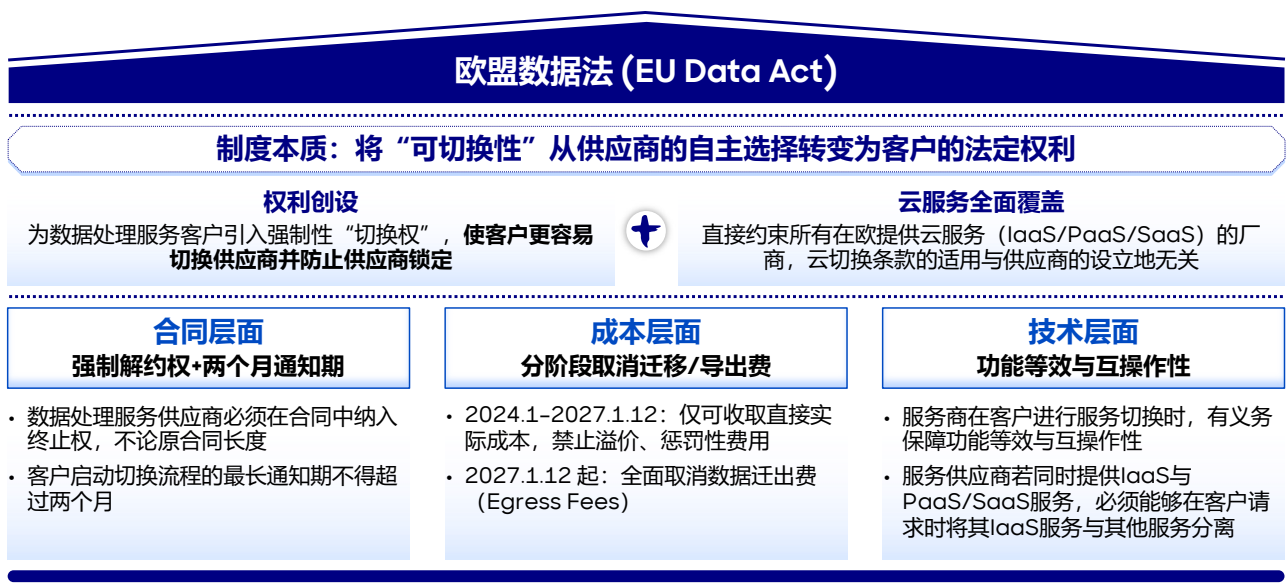 欧盟数据法 (EU Data Act)
制度本质：将“可切换性”从供应商的自主选择转变为客户的法定权利
权利创设
为数据处理服务客户引入强制性“切换权”，使客户更容易
切换供应商并防止供应商锁定
云服务全面覆盖
直接约束所有在欧提供云服务（IaaS/PaaS/SaaS）的厂
商，云切换条款的适用与供应商的设立地无关
合同层面
强制解约权+两个月通知期
• 数据处理服务供应商必须在合同中纳入
终止权，不论原合同长度
• 客户启动切换流程的最长通知期不得超
过两个月
成本层面
分阶段取消迁移/导出费
• 2024.1-2027.1.12：仅可收取直接实
际成本，禁止溢价、惩罚性费用
• 2027.1.12 起：全面取消数据迁出费
（Egress Fees）
技术层面
功能等效与互操作性
• 服务商在客户进行服务切换时，有义务
保障功能等效与互操作性
• 服务供应商若同时提供IaaS与
PaaS/SaaS服务，必须能够在客户请
求时将其IaaS服务与其他服务分离